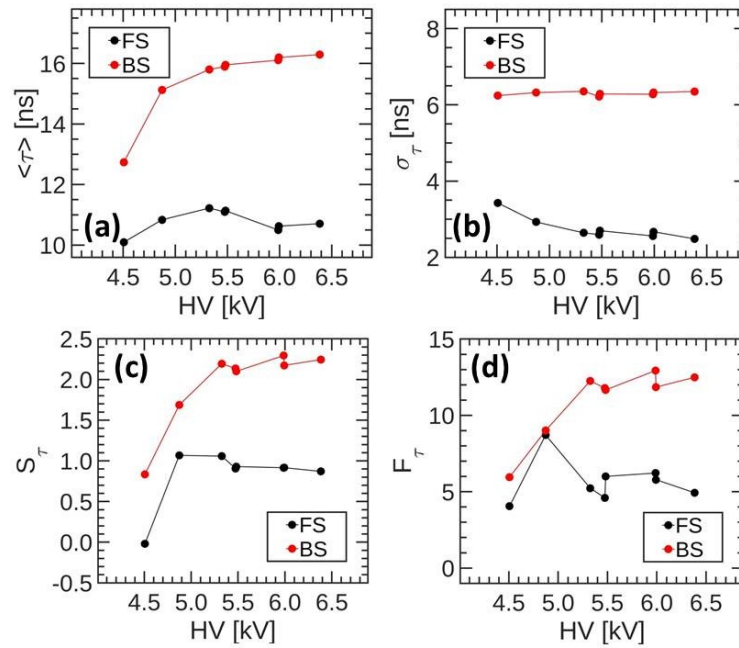 FS
BS
16
14
12
10
<τ> [ns]
(a)
4.5 5.0 5.5 6.0 6.5
HV [kV]
FS
BS
8
6
4
2
σ_τ [ns]
(b)
4.5 5.0 5.5 6.0 6.5
HV [kV]
2.5
2.0
1.5
1.0
0.5
0.0
-0.5
S_τ
(c)
FS
BS
4.5 5.0 5.5 6.0 6.5
HV [kV]
15
10
5
0
F_τ
(d)
FS
BS
4.5 5.0 5.5 6.0 6.5
HV [kV]